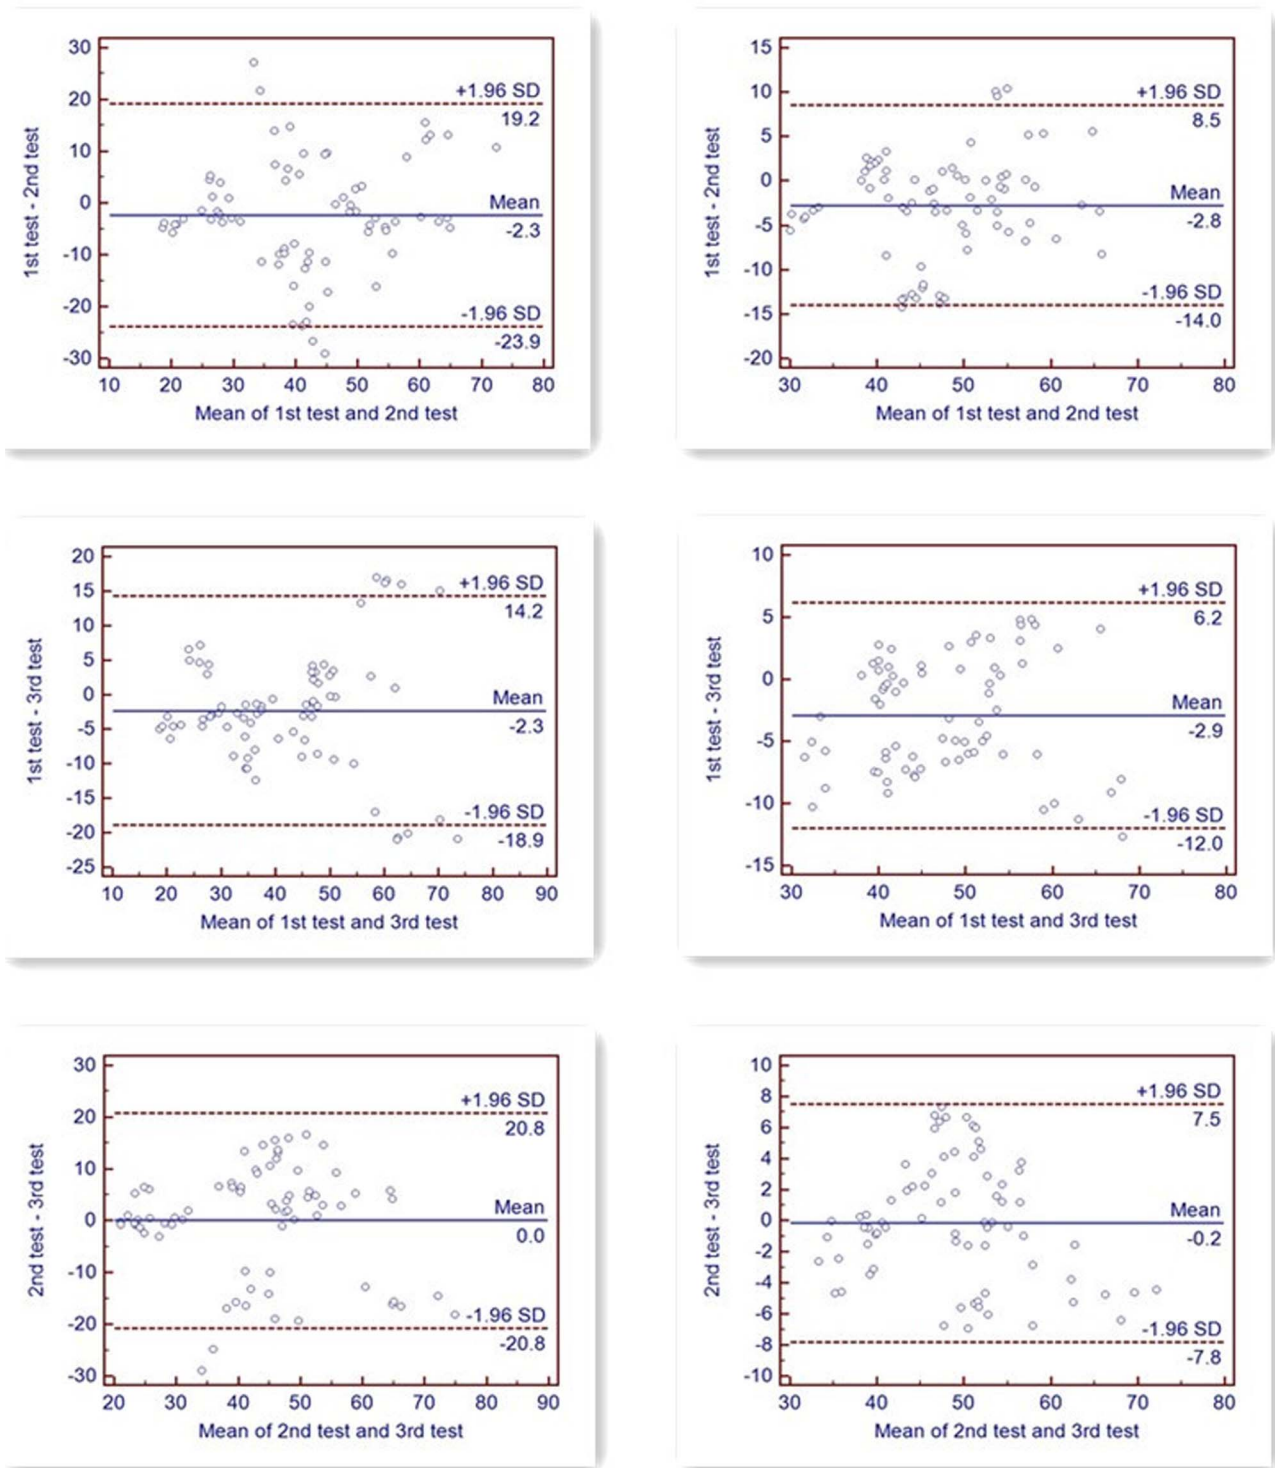 30
20
10
0
-10
-20
-30
1st test - 2nd test
+1.96 SD
19.2
Mean
-2.3
-1.96 SD
-23.9
10 20 30 40 50 60 70 80
Mean of 1st test and 2nd test
15
10
5
0
-5
-10
-15
-20
1st test - 2nd test
+1.96 SD
8.5
Mean
-2.8
-1.96 SD
-14.0
30 40 50 60 70 80
Mean of 1st test and 2nd test
20
15
10
5
0
-5
-10
-15
-20
-25
1st test - 3rd test
+1.96 SD
14.2
Mean
-2.3
-1.96 SD
-18.9
10 20 30 40 50 60 70 80 90
Mean of 1st test and 3rd test
10
5
0
-5
-10
-15
1st test - 3rd test
+1.96 SD
6.2
Mean
-2.9
-1.96 SD
-12.0
30 40 50 60 70 80
Mean of 1st test and 3rd test
30
20
10
0
-10
-20
-30
2nd test - 3rd test
+1.96 SD
20.8
Mean
0.0
-1.96 SD
-20.8
20 30 40 50 60 70 80 90
Mean of 2nd test and 3rd test
10
8
6
4
2
0
-2
-4
-6
-8
-10
2nd test - 3rd test
+1.96 SD
7.5
Mean
-0.2
-1.96 SD
-7.8
30 40 50 60 70 80
Mean of 2nd test and 3rd test